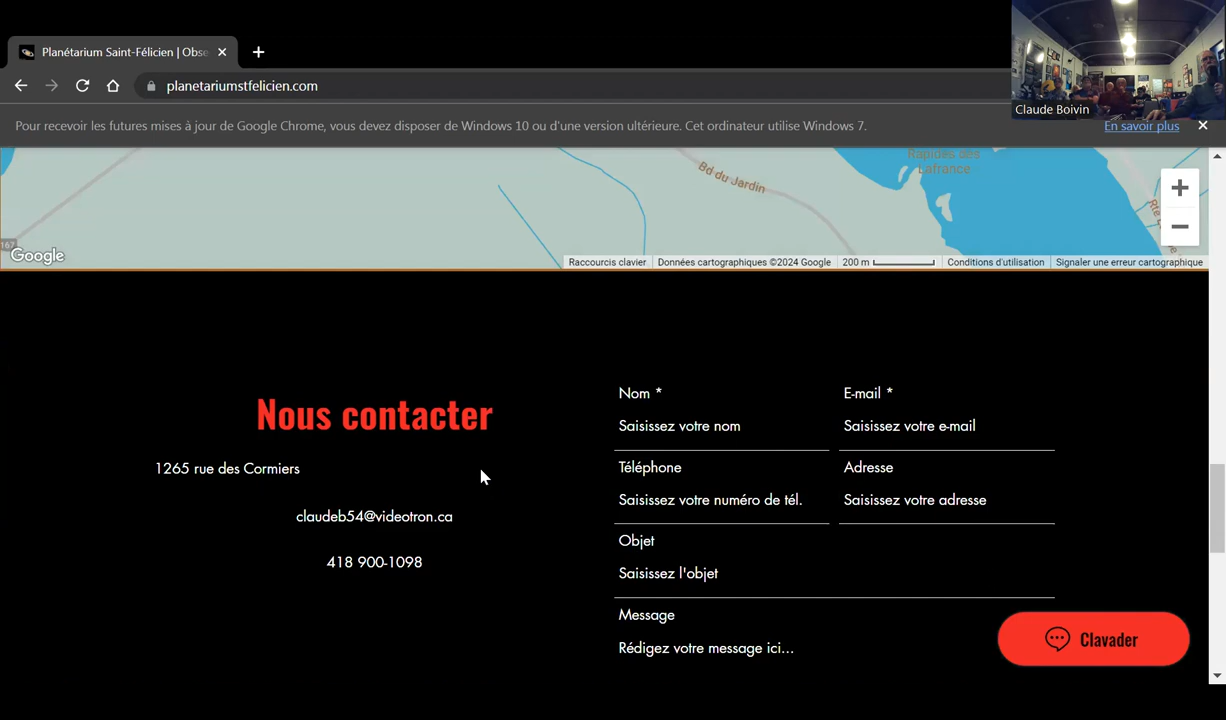 Planétarium Saint-Félicien | Obse
planetariumstfelicien.com
Claude Boivin
Pour recevoir les futures mises à jour de Google Chrome, vous devez disposer de Windows 10 ou d'une version ultérieure. Cet ordinateur utilise Windows 7.
En savoir plus
Rapides des
Lafrance
Bd du Jardin
167
Google
Raccourcis clavier
Données cartographiques ©2024 Google
200 m
Conditions d'utilisation
Signaler une erreur cartographique
Nous contacter
1265 rue des Cormiers
claudeb54@videotron.ca
418 900-1098
Nom *
E-mail *
Saisissez votre nom
Saisissez votre e-mail
Téléphone
Adresse
Saisissez votre numéro de tél.
Saisissez votre adresse
Objet
Saisissez l'objet
Message
Rédigez votre message ici...
Clavader